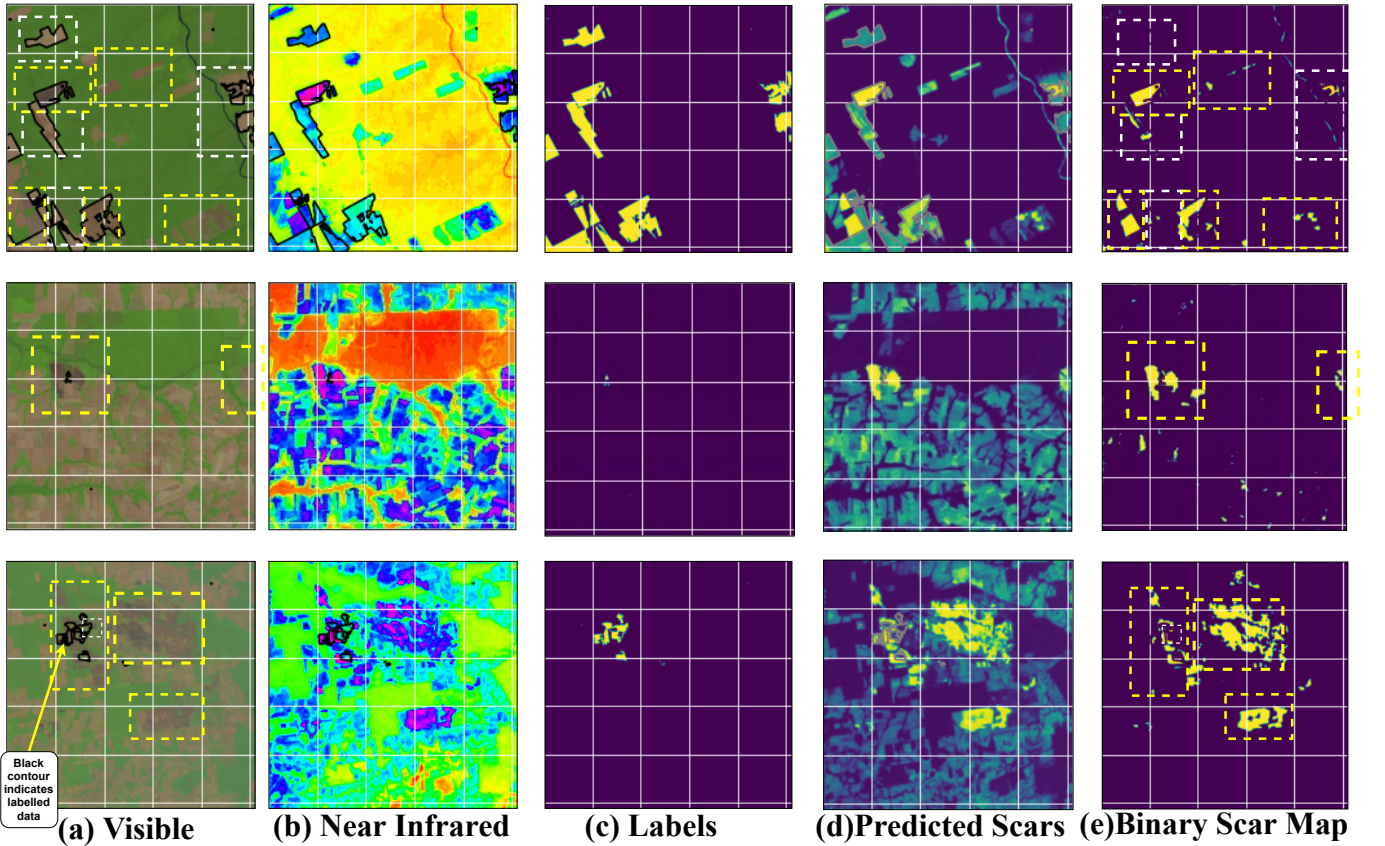 Black
contour
indicates
labelled
data
(a) Visible
(b) Near Infrared
(c) Labels
(d)Predicted Scars
(e)Binary Scar Map